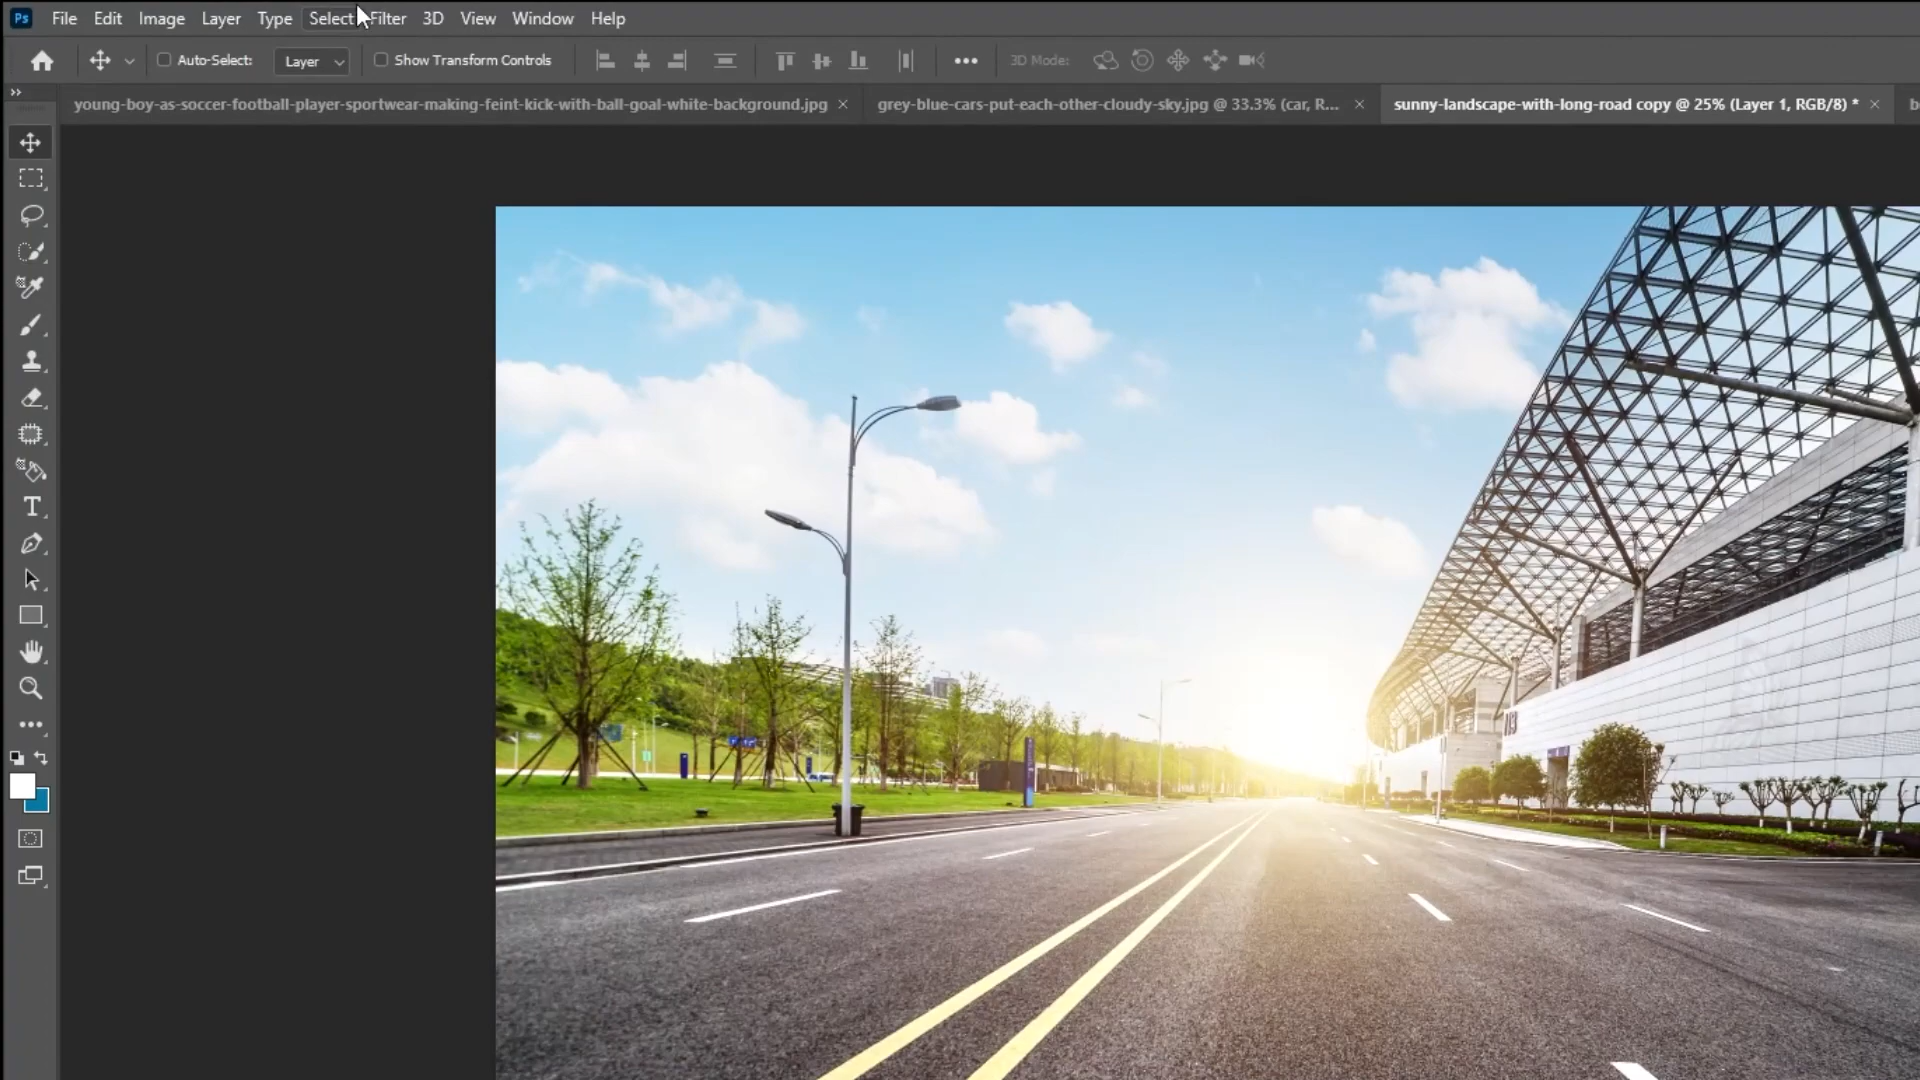 Ps File Edit Image Layer Type Select Filter 3D View Window Help
Auto-Select: Layer Show Transform Controls 3D Mode:
young-boy-as-soccer-football-player-sportwear-making-feint-kick-with-ball-goal-white-background.jpg grey-blue-cars-put-each-other-cloudy-sky.jpg @ 33.3% (car, R... sunny-landscape-with-long-road copy @ 25% (Layer 1, RGB/8) *
T